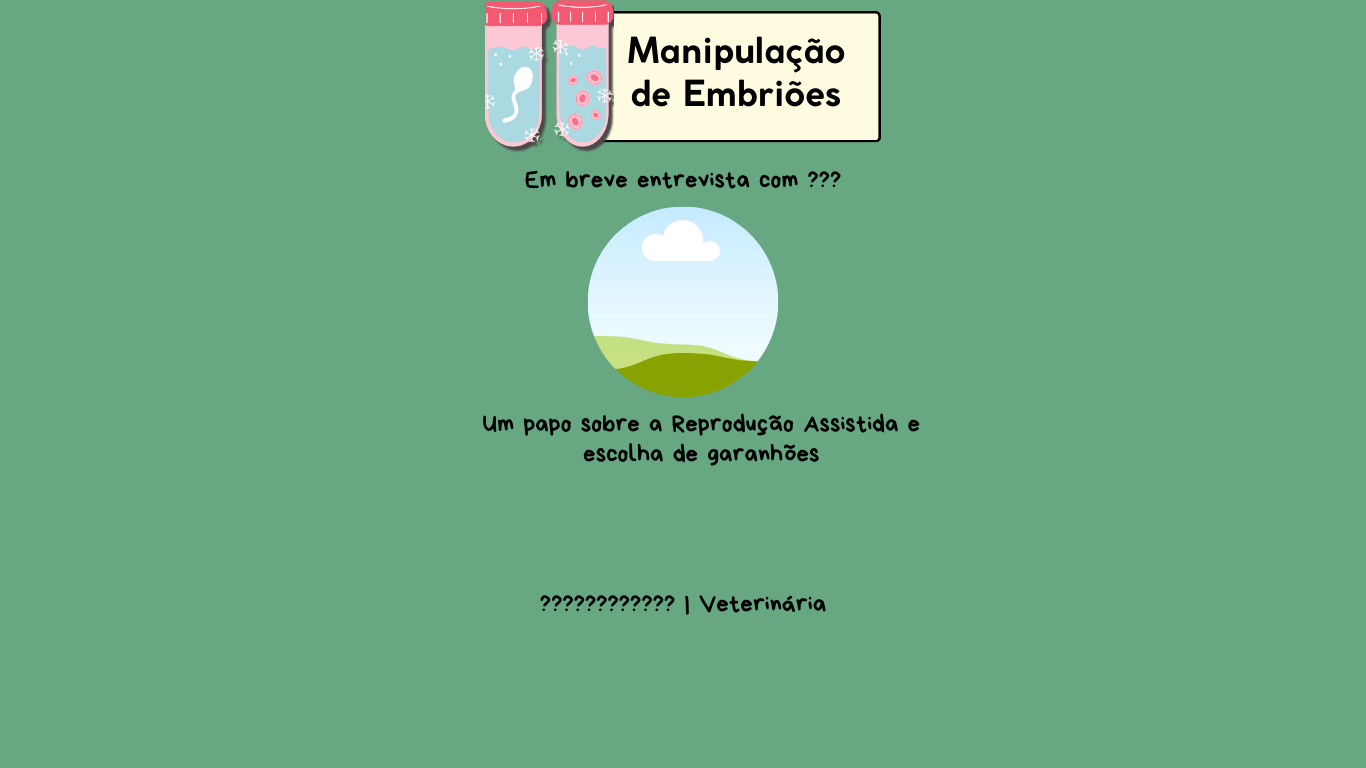 Manipulação
de Embriões
Em breve entrevista com ???
Um papo sobre a Reprodução Assistida e
escolha de garanhões
???????????? | Veterinária